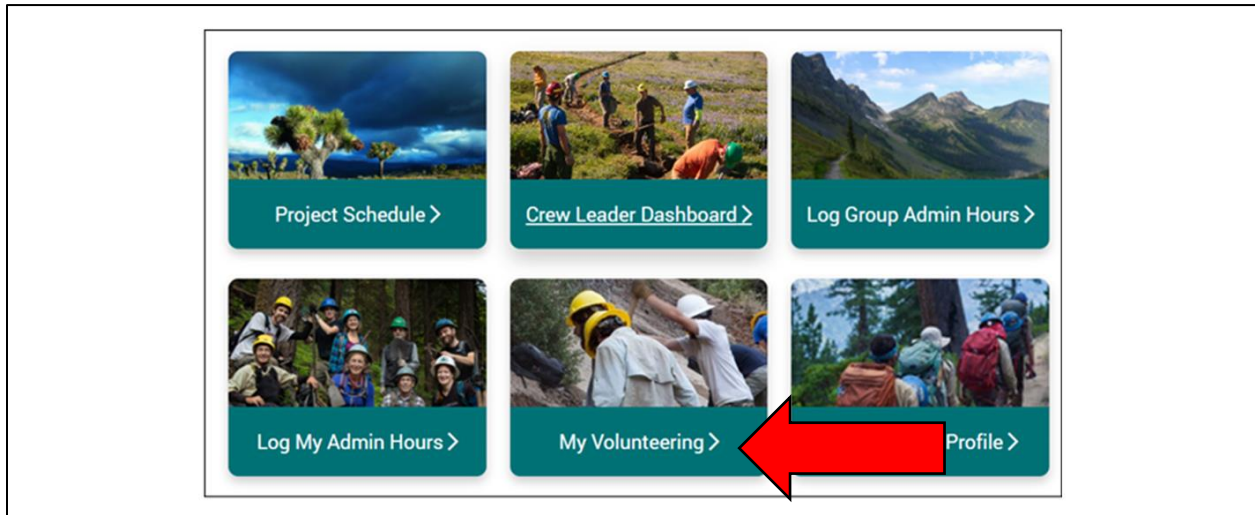 Project Schedule >
Crew Leader Dashboard >
Log Group Admin Hours >
Log My Admin Hours >
My Volunteering >
Profile >